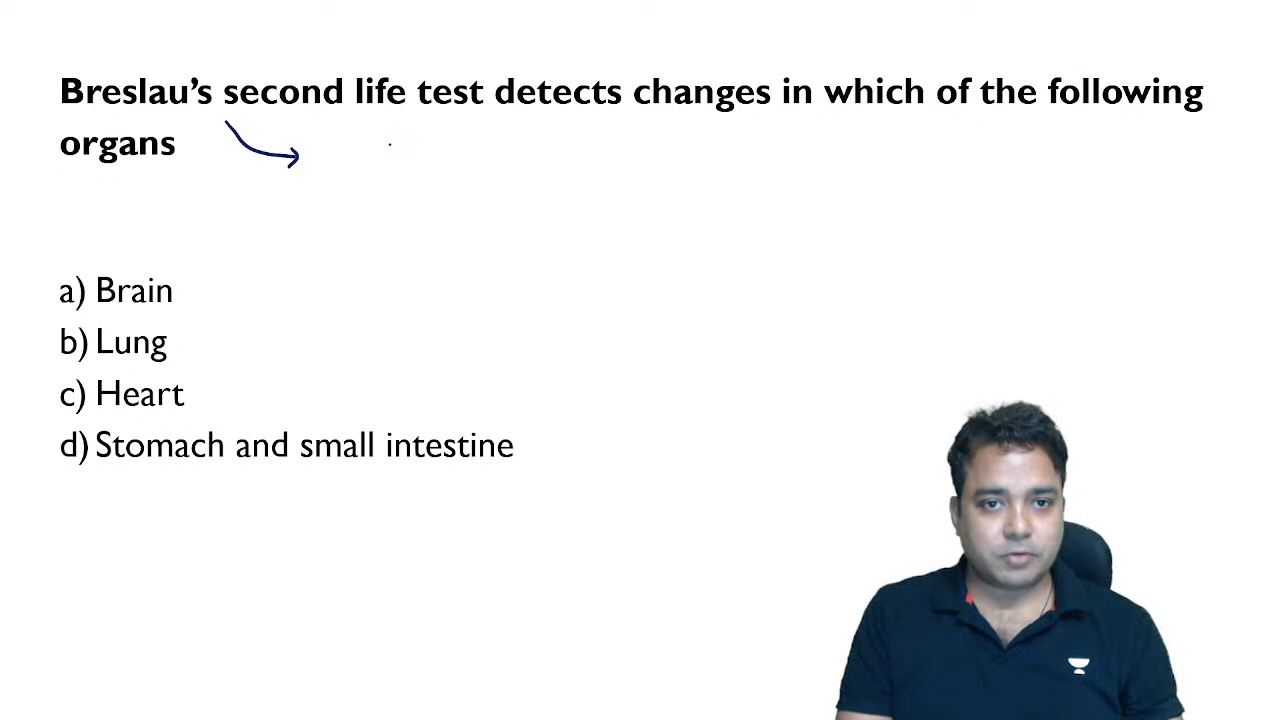 Breslau’s second life test detects changes in which of the following
organs
a) Brain
b) Lung
c) Heart
d) Stomach and small intestine